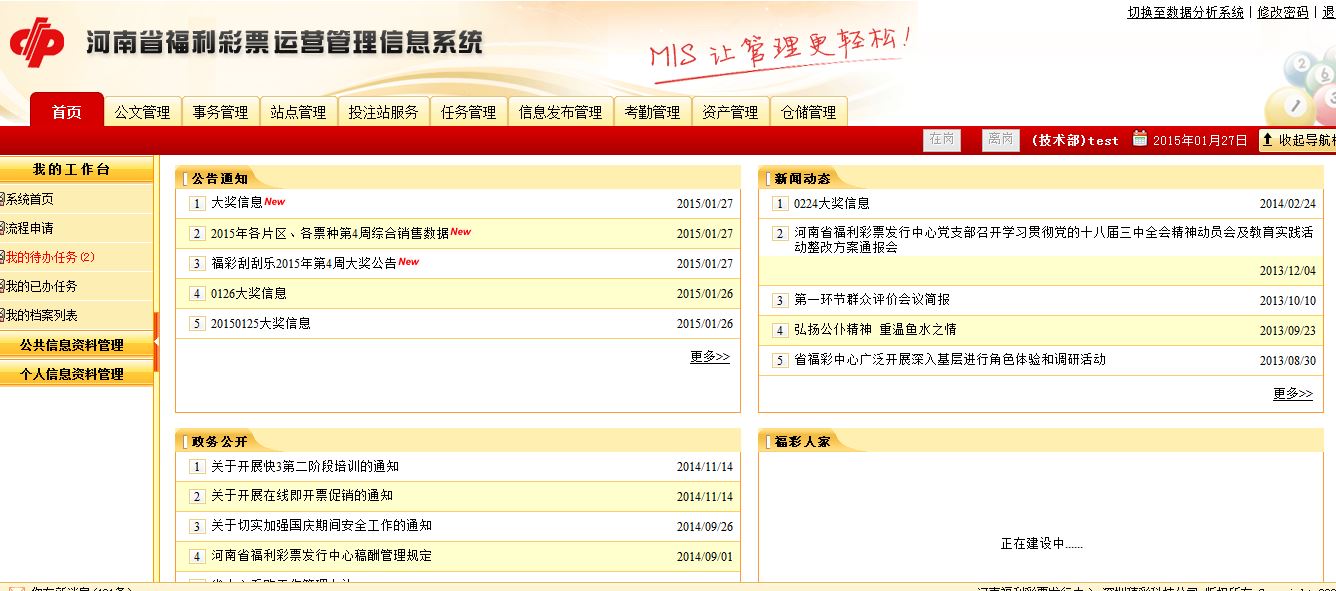 切换至数据分析系统 | 修改密码 | 退
河南省福利彩票运营管理信息系统
MIS 让管理更轻松!
2 6 1 3
首页 公文管理 事务管理 站点管理 投注站服务 任务管理 信息发布管理 考勤管理 资产管理 仓储管理
在岗 离岗 (技术部)test 2015年01月27日 收起导航
我的工作台
系统首页
流程申请
我的待办任务(2)
我的已办任务
我的档案列表
公共信息资料管理
个人信息资料管理
公告通知
1 大奖信息New 2015/01/27
2 2015年各片区、各票种第4周综合销售数据New 2015/01/27
3 福彩刮刮乐2015年第4周大奖公告New 2015/01/27
4 0126大奖信息 2015/01/26
5 20150125大奖信息 2015/01/26
更多>>
新闻动态
1 0224大奖信息 2014/02/24
2 河南省福利彩票发行中心党支部召开学习贯彻党的十八届三中全会精神动员会及教育实践活
动整改方案通报会
2013/12/04
3 第一环节群众评价会议简报 2013/10/10
4 弘扬公仆精神 重温鱼水之情 2013/09/23
5 省福彩中心广泛开展深入基层进行角色体验和调研活动 2013/08/30
更多>>
政务公开
1 关于开展快3第二阶段培训的通知 2014/11/14
2 关于开展在线即开票促销的通知 2014/11/14
3 关于切实加强国庆期间安全工作的通知 2014/09/26
4 河南省福利彩票发行中心稿酬管理规定 2014/09/01
福彩人家
正在建设中......